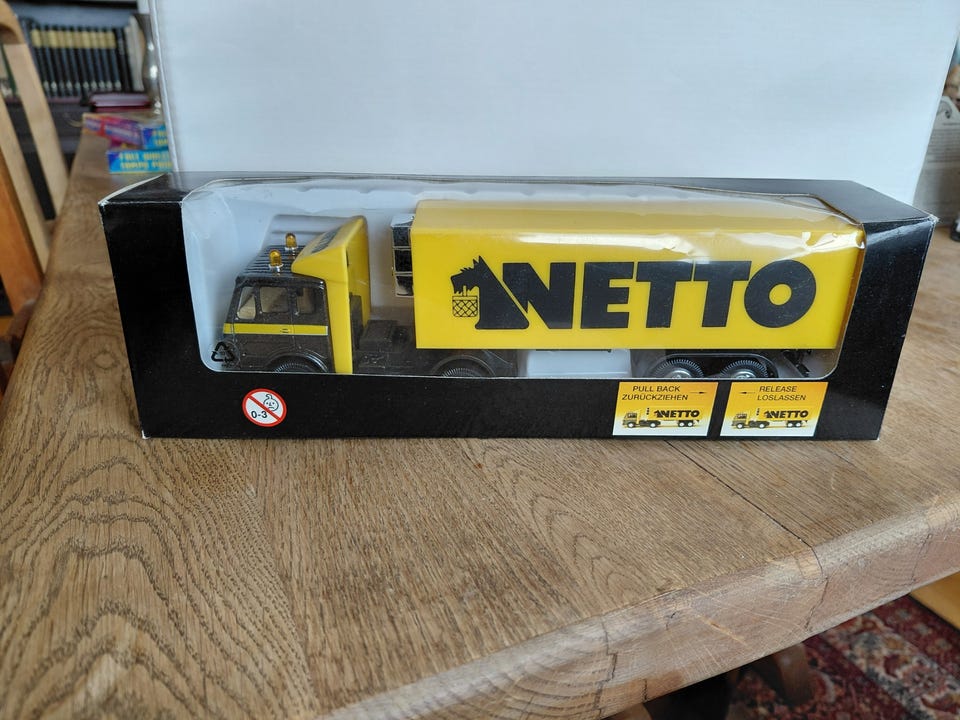 NETTO
0-3
PULL BACK
ZURÜCKZIEHEN
NETTO
RELEASE
LOSLASSEN
NETTO